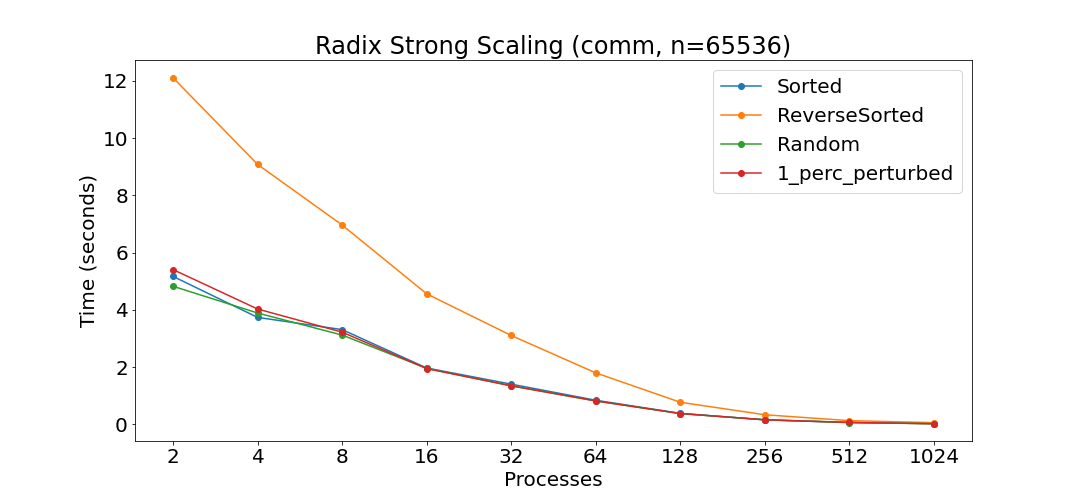 Radix Strong Scaling (comm, n=65536)
Time (seconds)
12
10
8
6
4
2
0
Sorted
ReverseSorted
Random
1_perc_perturbed
2 4 8 16 32 64 128 256 512 1024
Processes